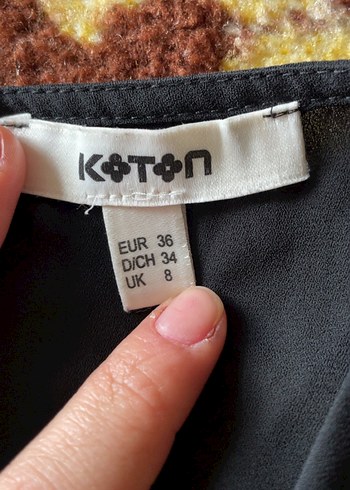 KOTON
EUR 36
D/CH 34
UK 8